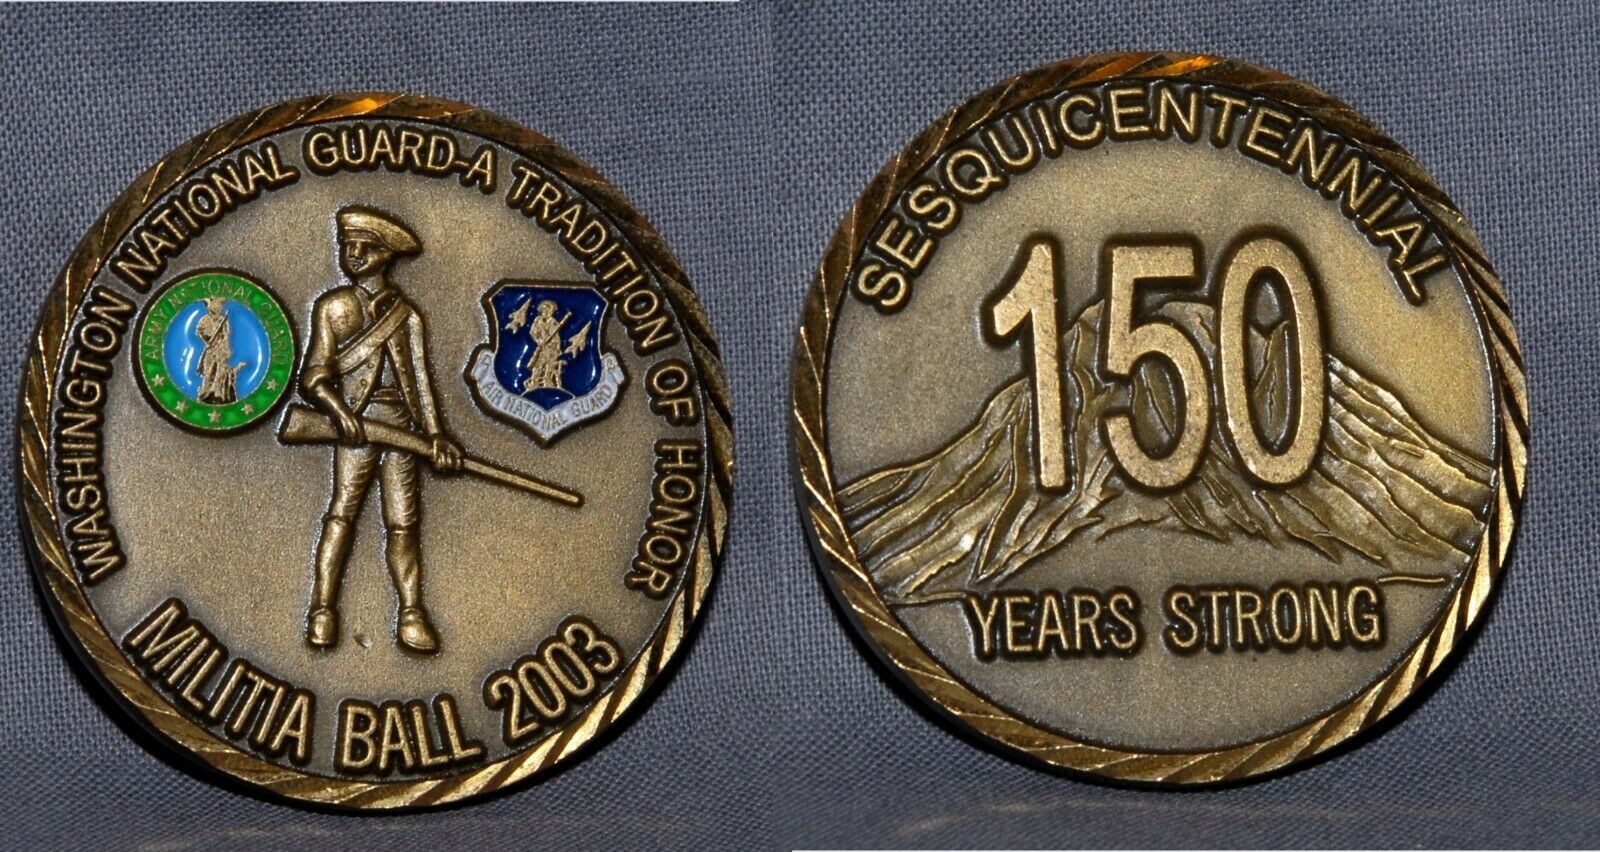 WASHINGTON NATIONAL GUARD-A TRADITION OF HONOR
ARMY NATIONAL GUARD
AIR NATIONAL GUARD
MILITIA BALL 2003
SESQUICENTENNIAL
150
YEARS STRONG